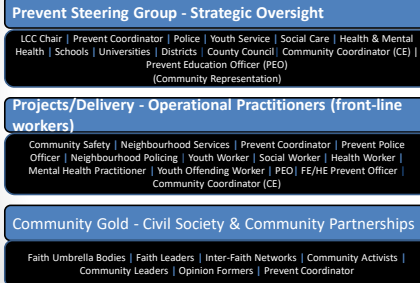 Prevent Steering Group - Strategic Oversight
LCC Chair | Prevent Coordinator | Police | Youth Service | Social Care | Health & Mental
Health | Schools | Universities | Districts | County Council | Community Coordinator (CE) |
Prevent Education Officer (PEO)
(Community Representation)
Projects/Delivery - Operational Practitioners (front-line
workers)
Community Safety | Neighbourhood Services | Prevent Coordinator | Prevent Police
Officer | Neighbourhood Policing | Youth Worker | Social Worker | Health Worker |
Mental Health Practitioner | Youth Offending Worker | PEO| FE/HE Prevent Officer |
Community Coordinator (CE)
Community Gold - Civil Society & Community Partnerships
Faith Umbrella Bodies | Faith Leaders | Inter-Faith Networks | Community Activists |
Community Leaders | Opinion Formers | Prevent Coordinator